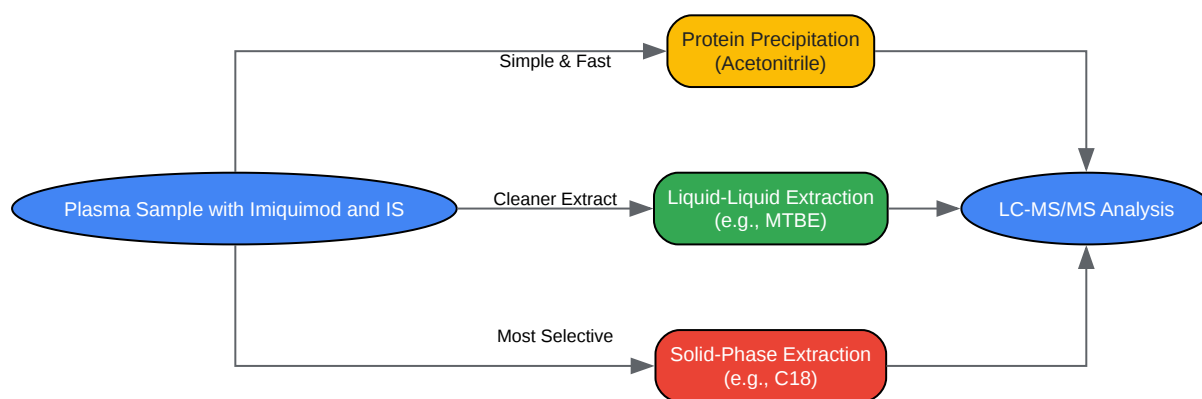 Protein Precipitation
(Acetonitrile)
Simple & Fast
Plasma Sample with Imiquimod and IS
Cleaner Extract
Liquid-Liquid Extraction
(e.g., MTBE)
LC-MS/MS Analysis
Most Selective
Solid-Phase Extraction
(e.g., C18)